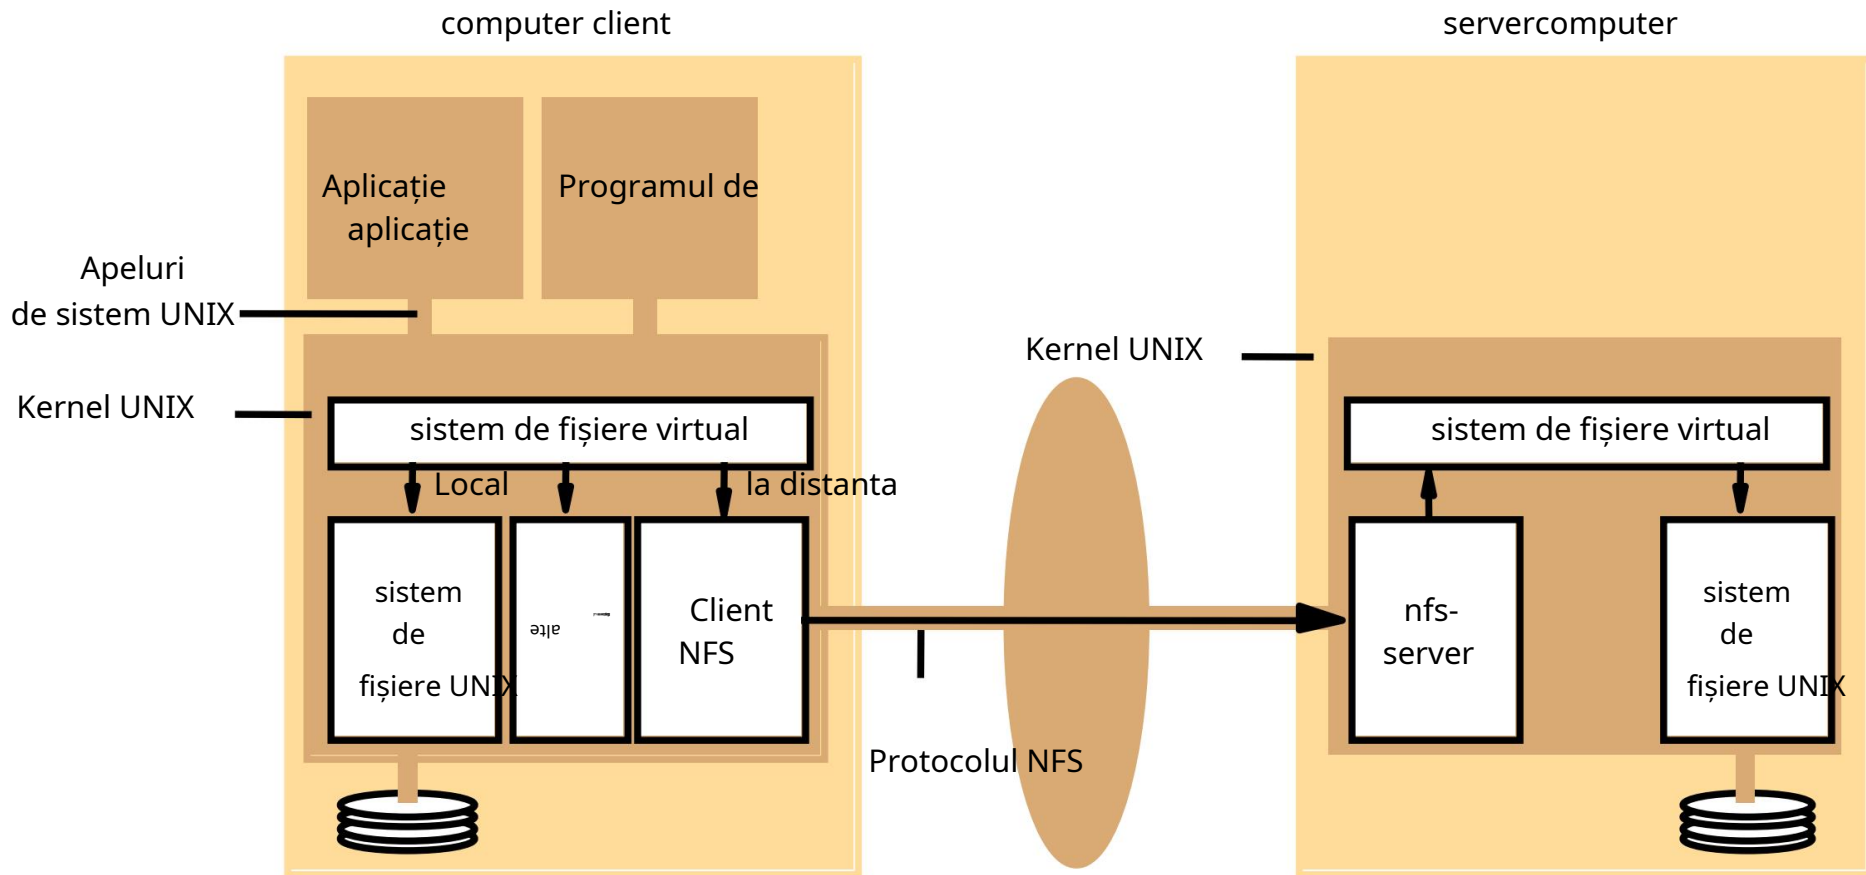 computer client
servercomputer
Aplicație
aplicație
Programul de
Apeluri
de sistem UNIX
Kernel UNIX
Kernel UNIX
sistem de fișiere virtual
sistem de fișiere virtual
Local
la distanta
sistem
de
fișiere UNIX
alte
Client
NFS
nfs-
server
sistem
de
fișiere UNIX
Protocolul NFS